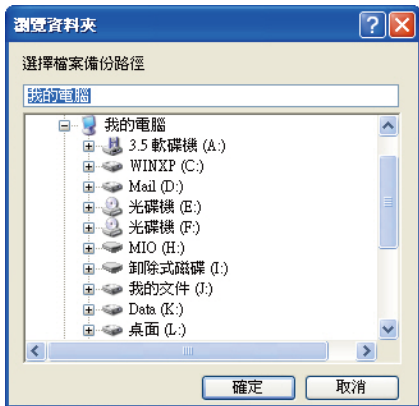 瀏覽資料夾
選擇檔案備份路徑
我的電腦
我的電腦
3.5 軟碟機 (A:)
WINXP (C:)
Mail (D:)
光碟機 (E:)
光碟機 (F:)
MIO (H:)
卸除式磁碟 (I:)
我的文件 (J:)
Data (K:)
桌面 (L:)
確定 取消